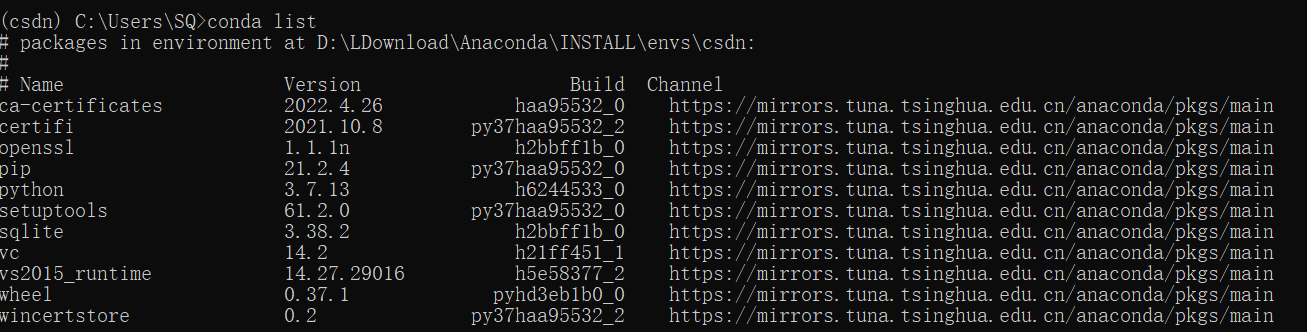 (csdn) C:\Users\SQ>conda list
# packages in environment at D:\LDownload\Anaconda\INSTALL\envs\csdn:
#
# Name Version Build Channel
ca-certificates 2022.4.26 haa95532_0 https://mirrors.tuna.tsinghua.edu.cn/anaconda/pkgs/main
certifi 2021.10.8 py37haa95532_2 https://mirrors.tuna.tsinghua.edu.cn/anaconda/pkgs/main
openssl 1.1.1n h2bbff1b_0 https://mirrors.tuna.tsinghua.edu.cn/anaconda/pkgs/main
pip 21.2.4 py37haa95532_0 https://mirrors.tuna.tsinghua.edu.cn/anaconda/pkgs/main
python 3.7.13 h6244533_0 https://mirrors.tuna.tsinghua.edu.cn/anaconda/pkgs/main
setuptools 61.2.0 py37haa95532_0 https://mirrors.tuna.tsinghua.edu.cn/anaconda/pkgs/main
sqlite 3.38.2 h2bbff1b_0 https://mirrors.tuna.tsinghua.edu.cn/anaconda/pkgs/main
vc 14.2 h21ff451_1 https://mirrors.tuna.tsinghua.edu.cn/anaconda/pkgs/main
vs2015_runtime 14.27.29016 h5e58377_2 https://mirrors.tuna.tsinghua.edu.cn/anaconda/pkgs/main
wheel 0.37.1 pyhd3eb1b0_0 https://mirrors.tuna.tsinghua.edu.cn/anaconda/pkgs/main
wincertstore 0.2 py37haa95532_2 https://mirrors.tuna.tsinghua.edu.cn/anaconda/pkgs/main